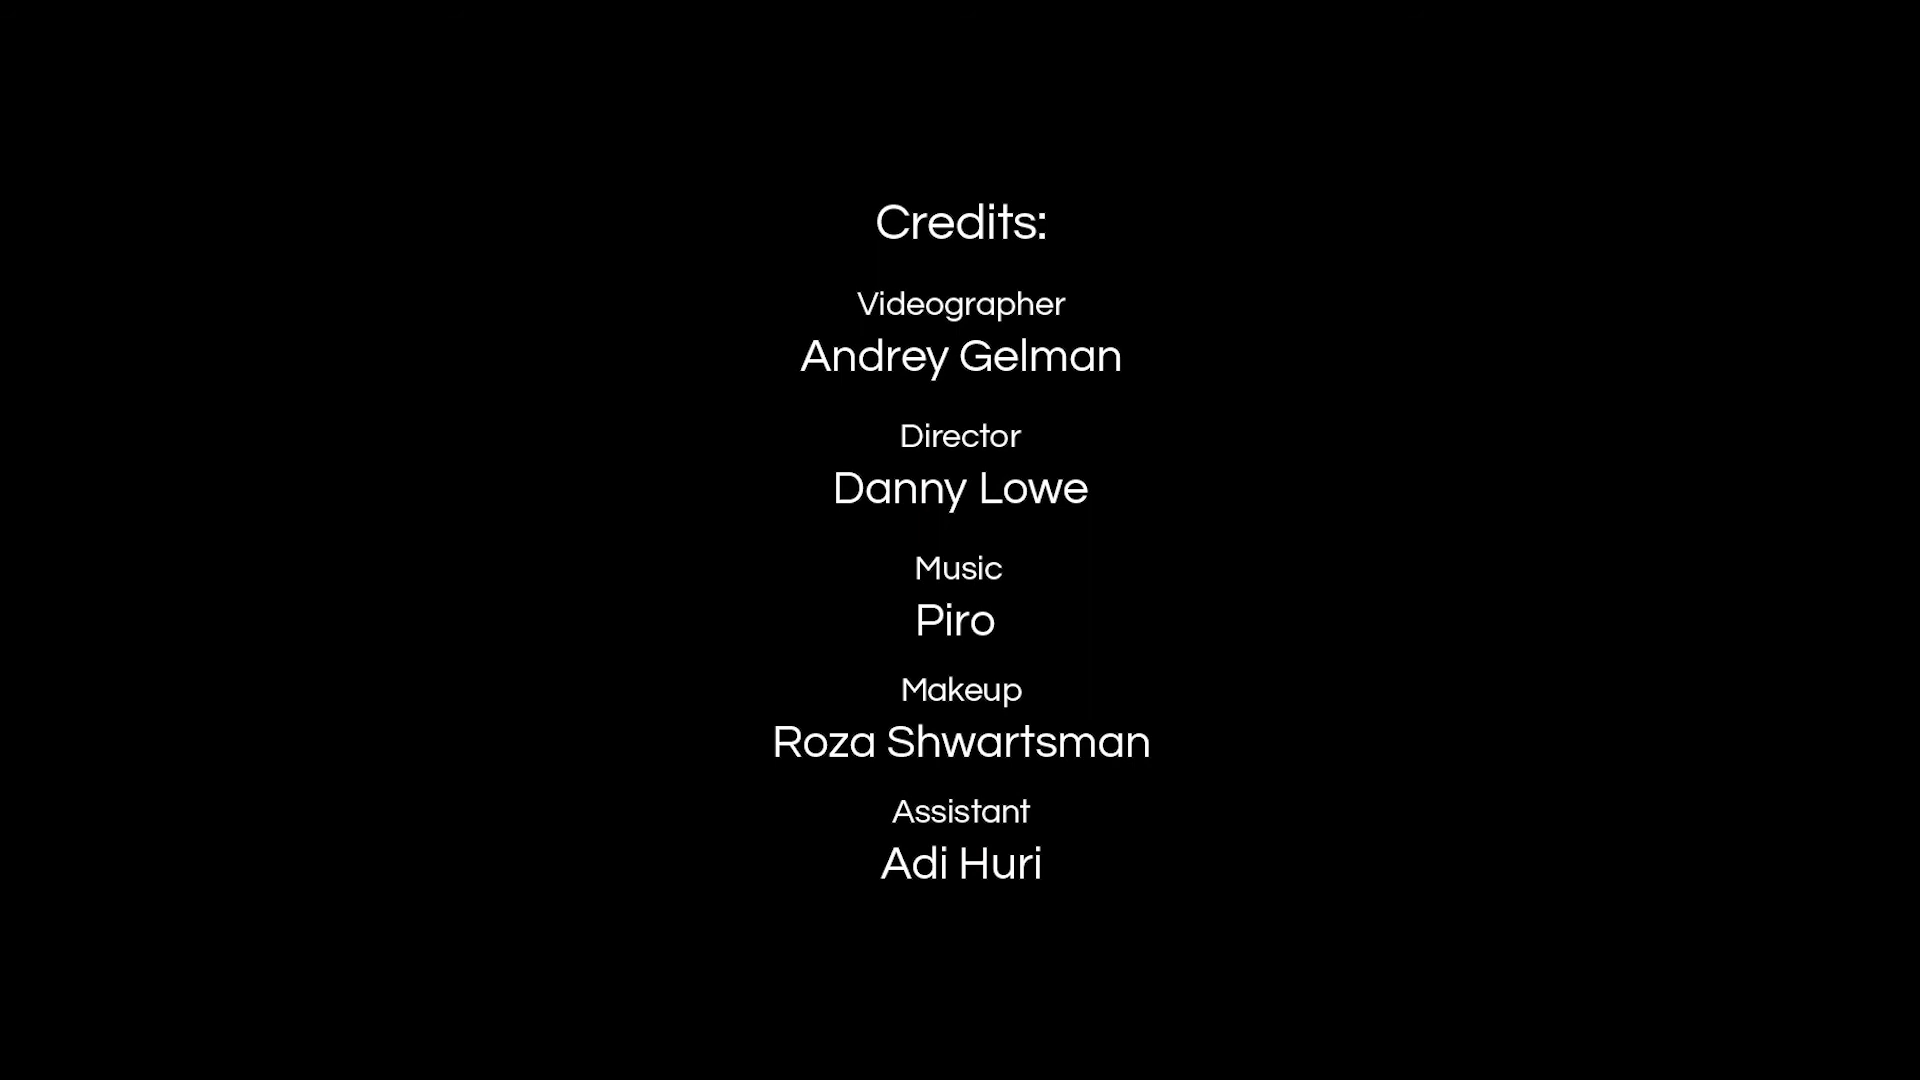 Credits:
Videographer
Andrey Gelman
Director
Danny Lowe
Music
Piro
Makeup
Roza Shwartsman
Assistant
Adi Huri